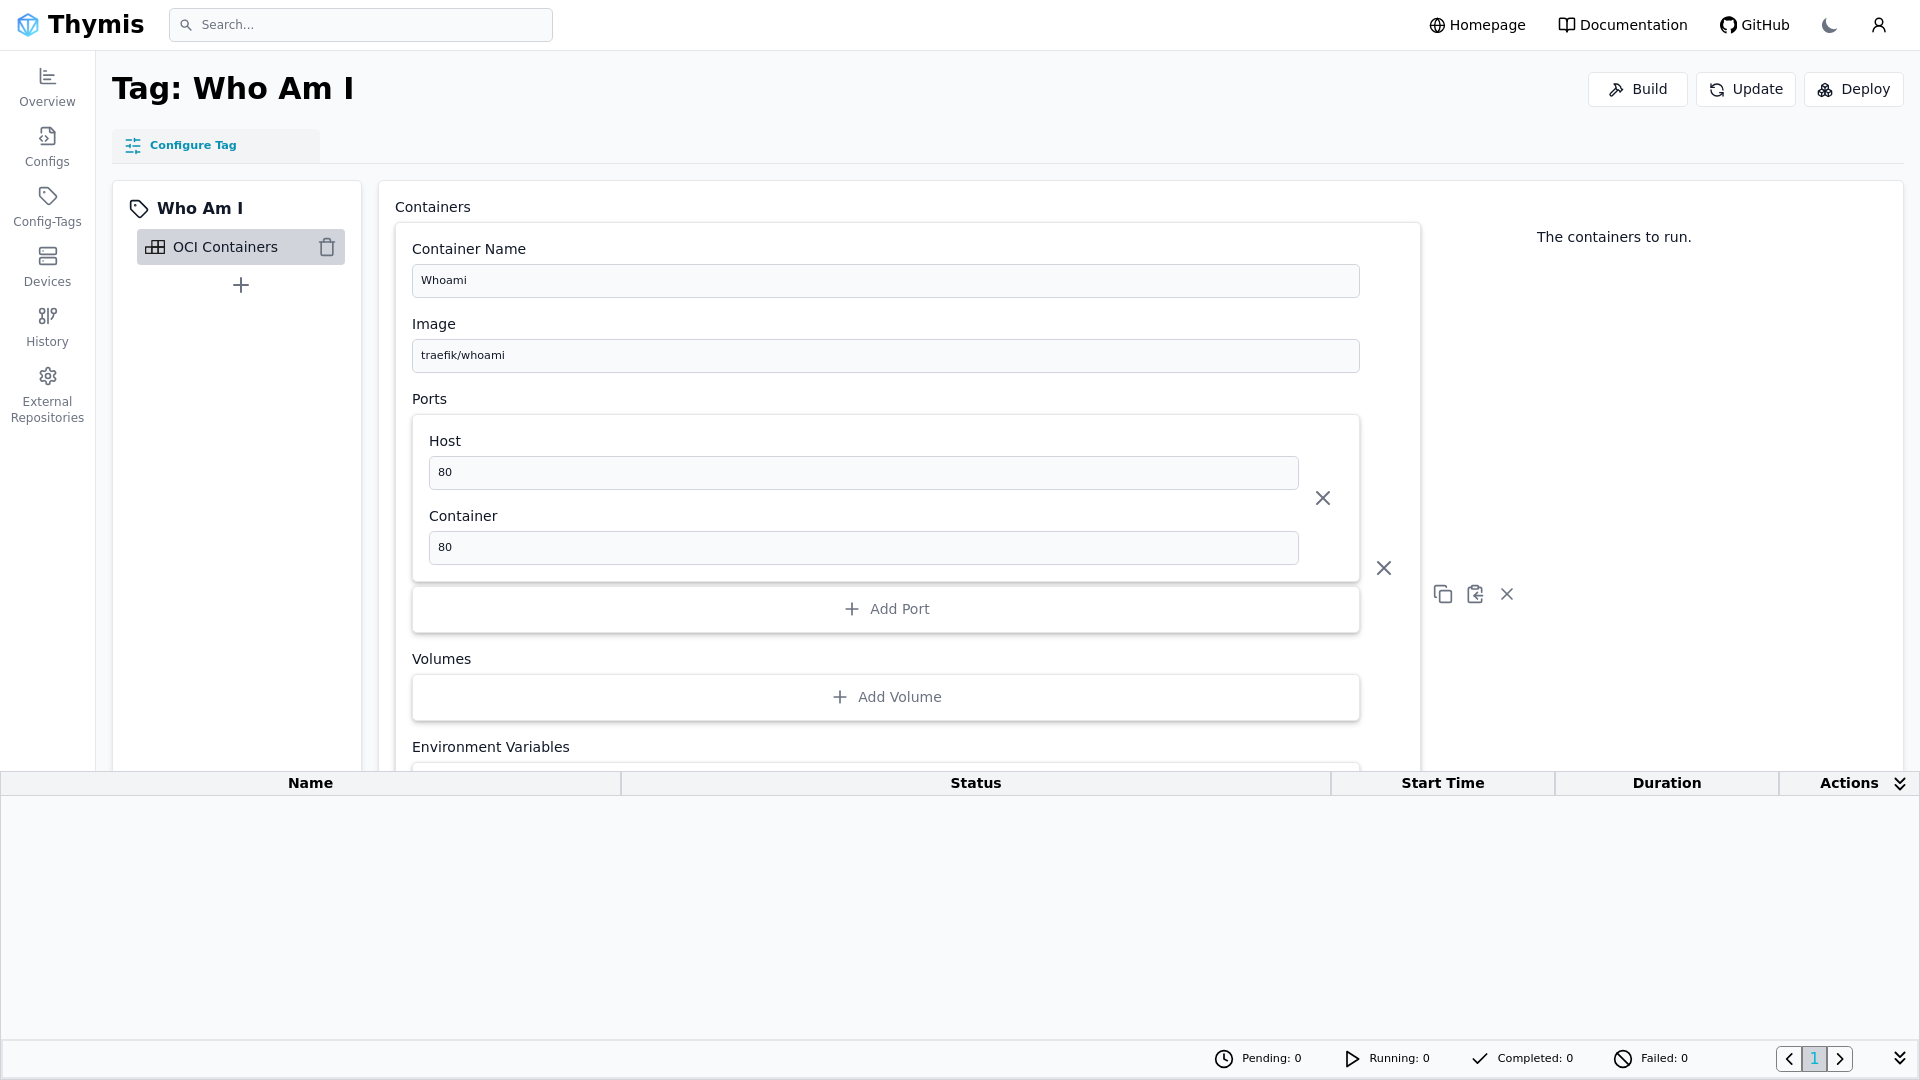 Thymis
Search...
Homepage
Documentation
GitHub
Overview
Configs
Config-Tags
Devices
History
External
Repositories
Tag: Who Am I
Build
Update
Deploy
Configure Tag
Who Am I
OCI Containers
Containers
The containers to run.
Container Name
Whoami
Image
traefik/whoami
Ports
Host
80
Container
80
Add Port
Volumes
Add Volume
Environment Variables
Name
Status
Start Time
Duration
Actions
Pending: 0
Running: 0
Completed: 0
Failed: 0
1